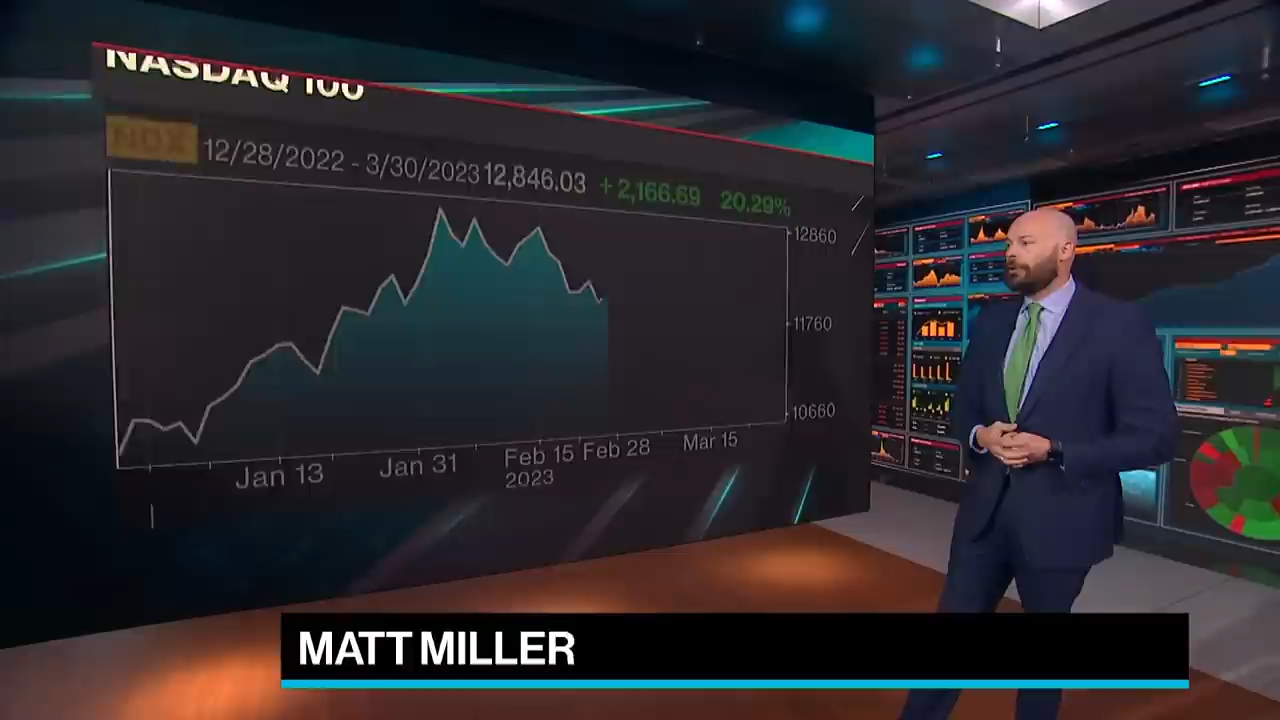 NASDAQ 100
NDX 12/28/2022 - 3/30/2023 12,846.03 + 2,166.69 20.29%
12860
11760
10660
Jan 13 Jan 31 Feb 15 Feb 28 Mar 15
2023
MATT MILLER